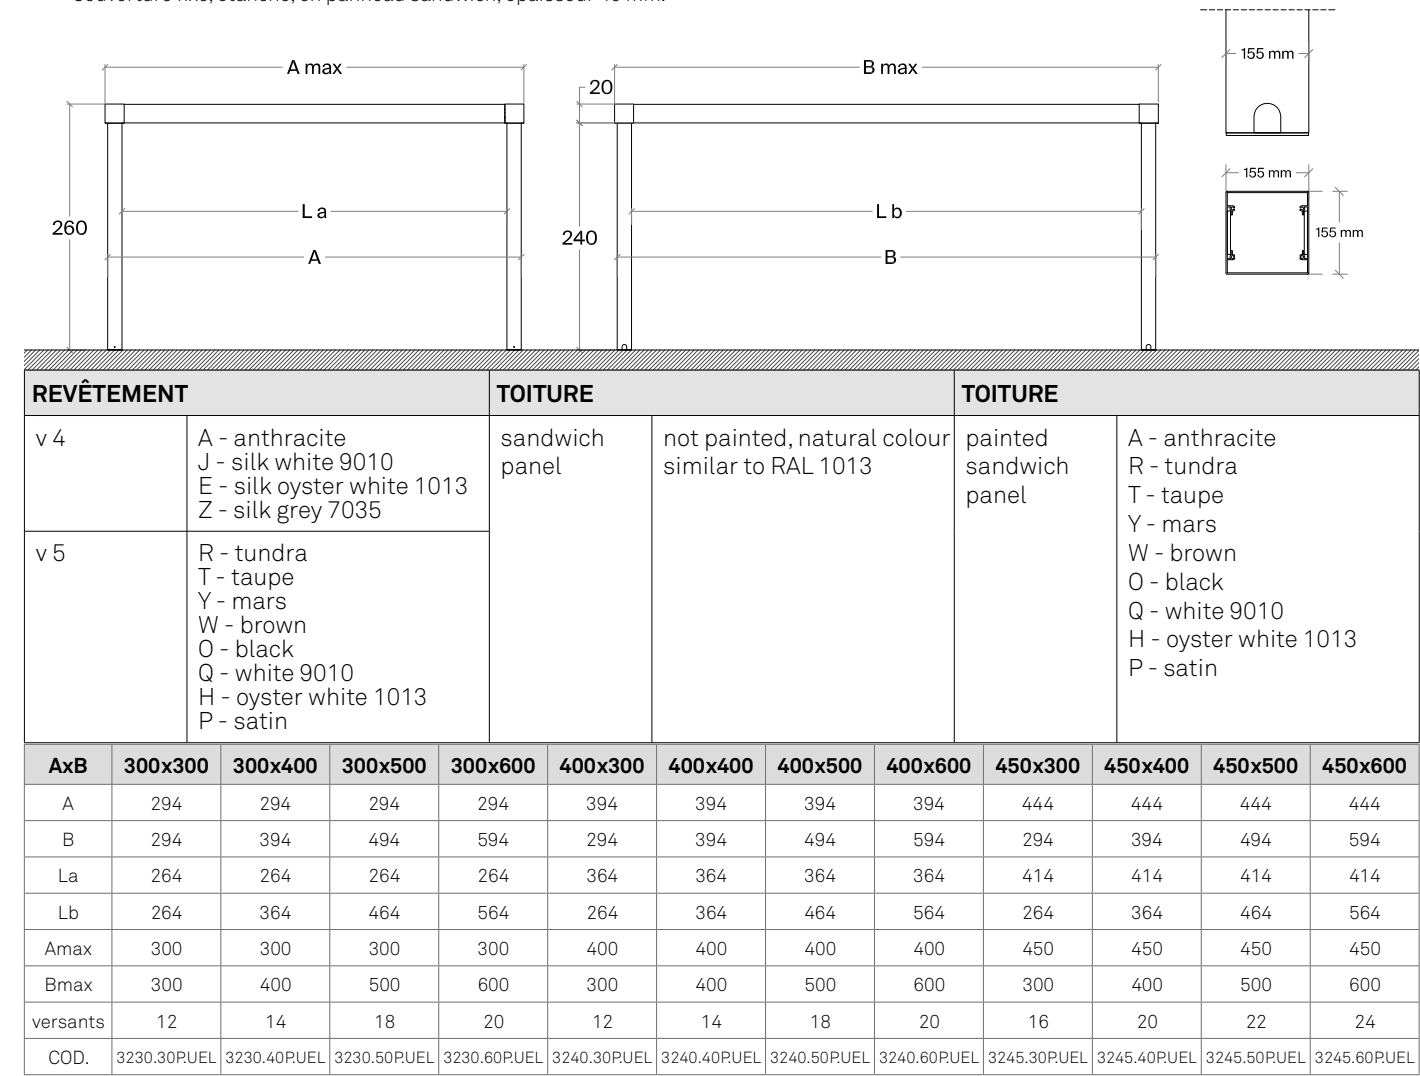 A max
B max
20
155 mm
155 mm
155 mm
L a
L b
260
240
A
B
REVÊTEMENT
TOITURE
TOITURE
v 4
A - anthracite
J - silk white 9010
E - silk oyster white 1013
Z - silk grey 7035
v 5
R - tundra
T - taupe
Y - mars
W - brown
O - black
Q - white 9010
H - oyster white 1013
P - satin
sandwich
panel
not painted, natural colour
similar to RAL 1013
painted
sandwich
panel
A - anthracite
R - tundra
T - taupe
Y - mars
W - brown
O - black
Q - white 9010
H - oyster white 1013
P - satin
AxB 300x300 300x400 300x500 300x600 400x300 400x400 400x500 400x600 450x300 450x400 450x500 450x600
A 294 294 294 294 394 394 394 394 444 444 444 444
B 294 394 494 594 294 394 494 594 294 394 494 594
La 264 264 264 264 364 364 364 364 414 414 414 414
Lb 264 364 464 564 264 364 464 564 264 364 464 564
Amax 300 300 300 300 400 400 400 400 450 450 450 450
Bmax 300 400 500 600 300 400 500 600 300 400 500 600
versants 12 14 18 20 12 14 18 20 16 20 22 24
COD. 3230.30P.UEL 3230.40P.UEL 3230.50P.UEL 3230.60P.UEL 3240.30P.UEL 3240.40P.UEL 3240.50P.UEL 3240.60P.UEL 3245.30P.UEL 3245.40P.UEL 3245.50P.UEL 3245.60P.UEL